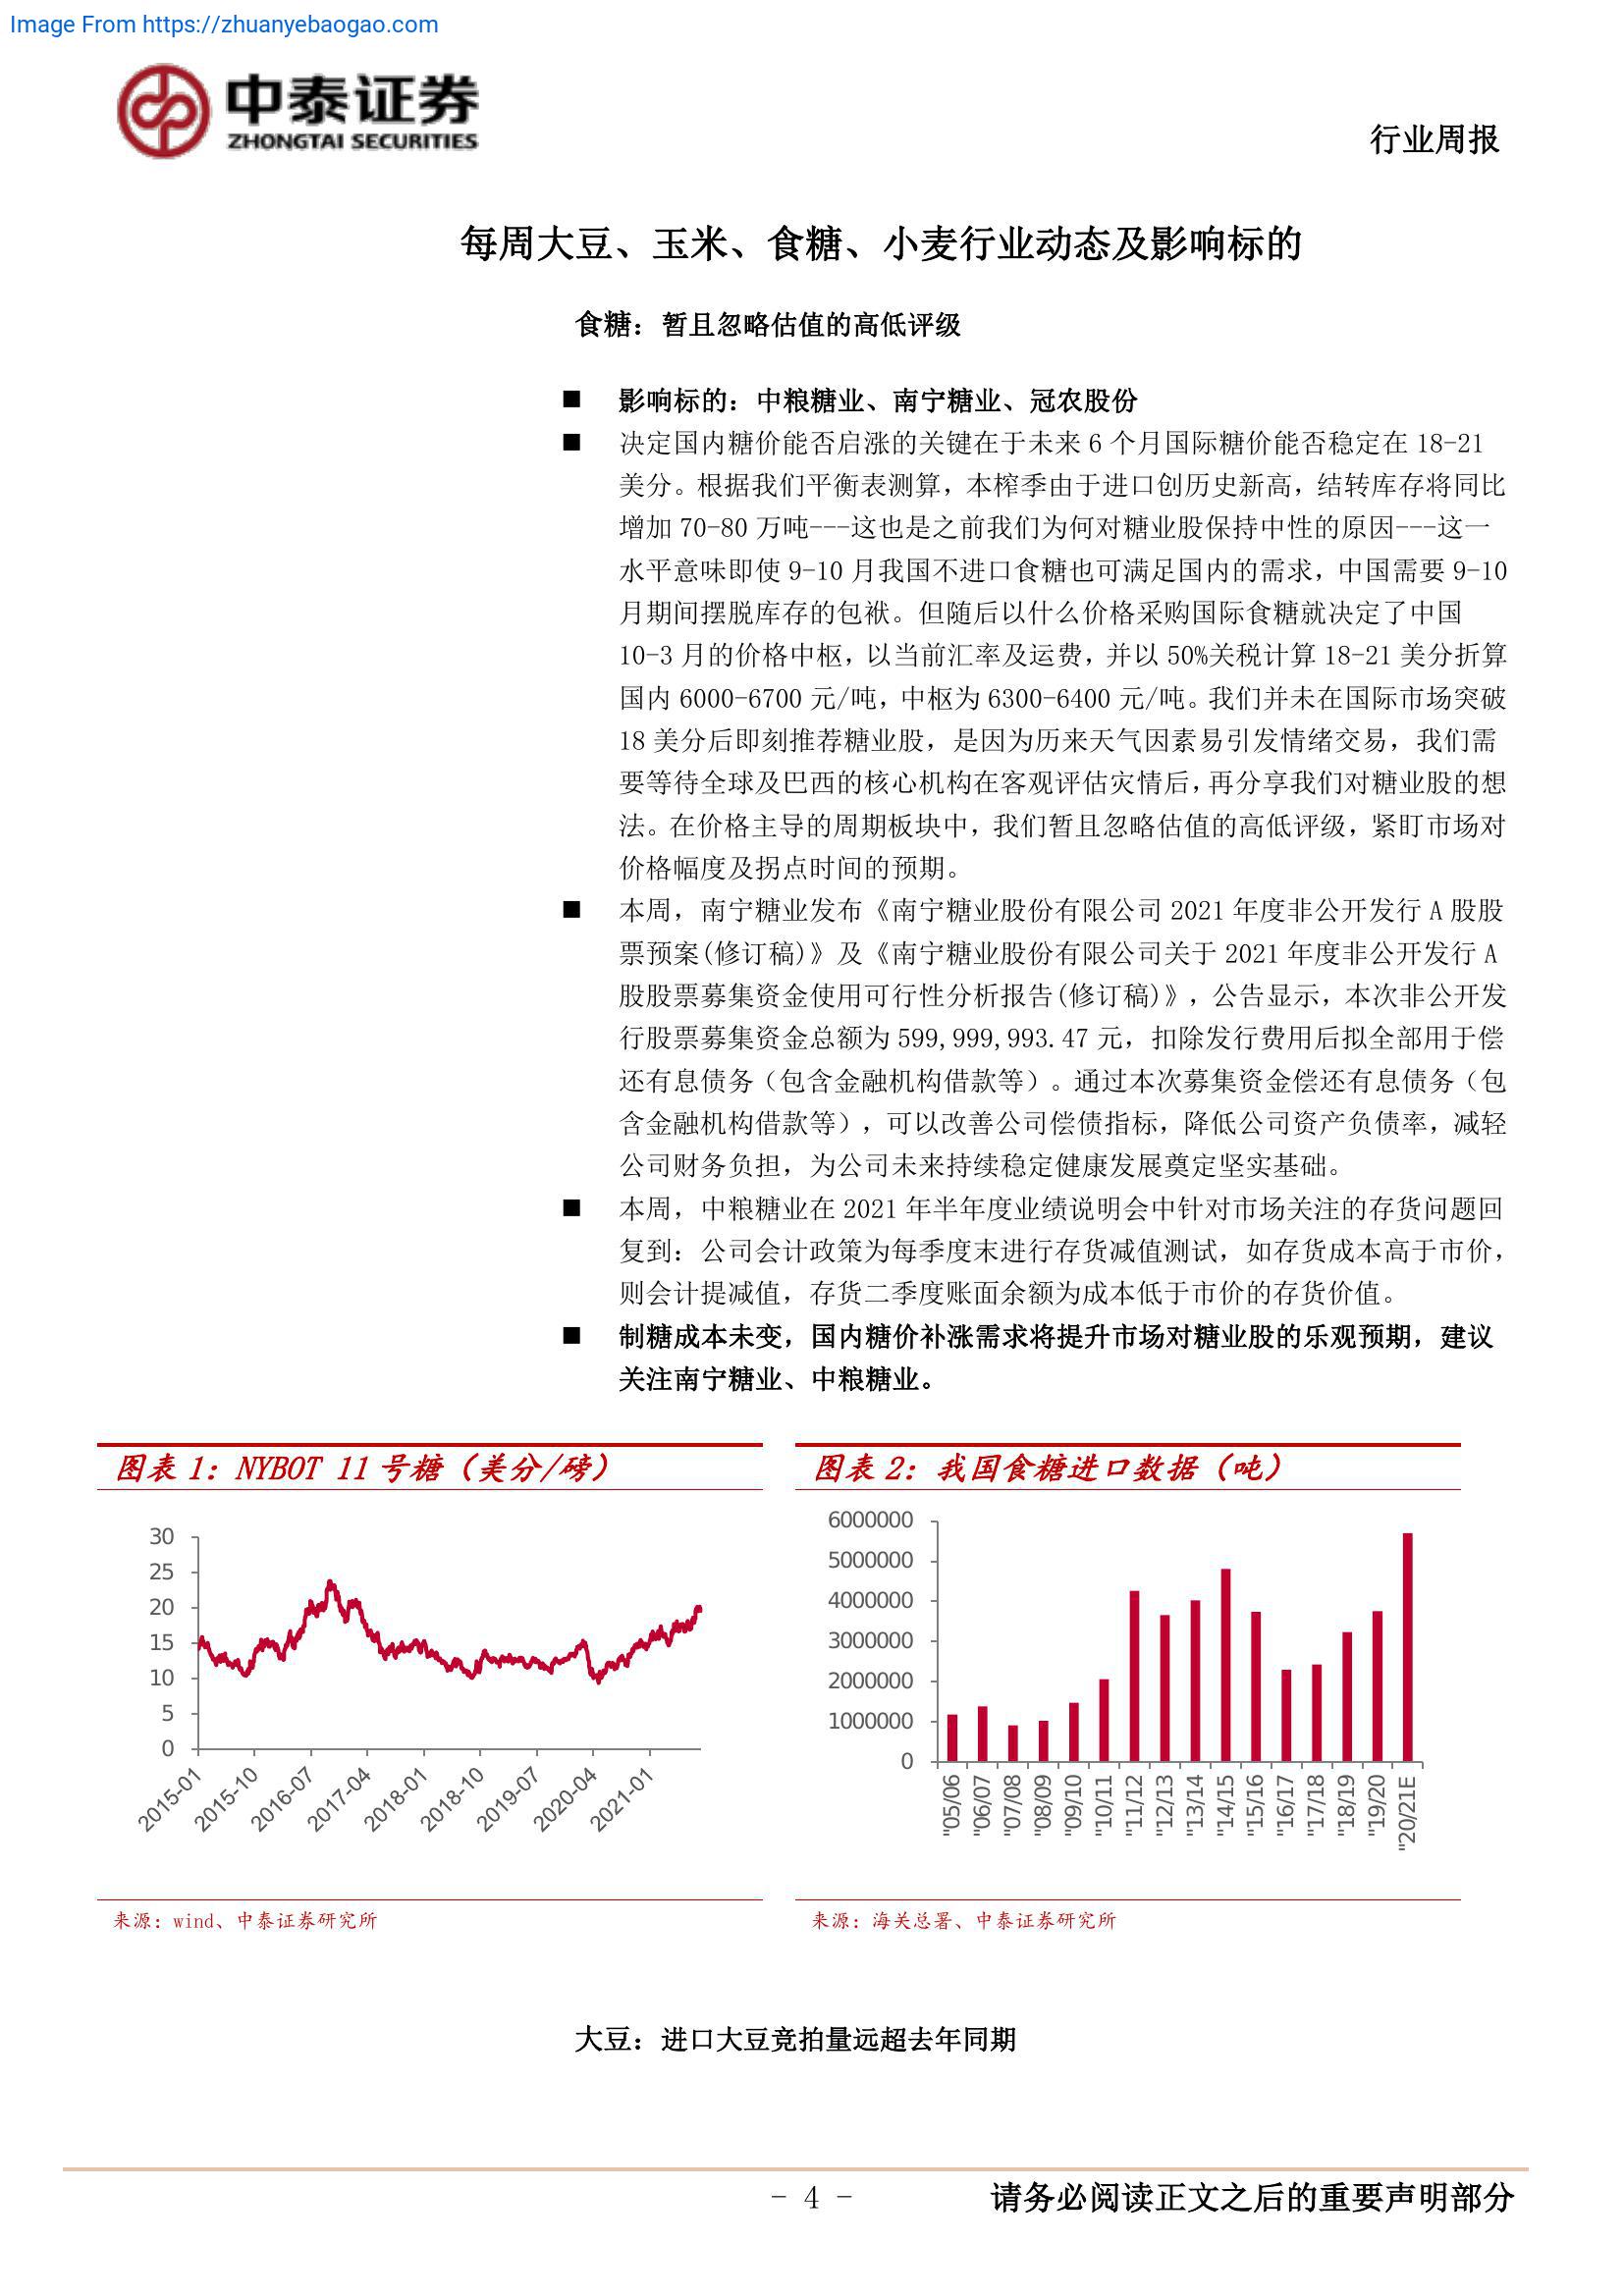 Image From https://zhuanyebaogao.com
中泰证券
ZHONGTAI SECURITIES
行业周报
每周大豆、玉米、食糖、小麦行业动态及影响标的
食糖：暂且忽略估值的高低评级
■ 影响标的：中粮糖业、南宁糖业、冠农股份
■ 决定国内糖价能否启涨的关键在于未来 6 个月国际糖价能否稳定在 18-21
美分。根据我们平衡表测算，本榨季由于进口创历史新高，结转库存将同比
增加 70-80 万吨---这也是之前我们为何对糖业股保持中性的原因---这一
水平意味即使 9-10 月我国不进口食糖也可满足国内的需求，中国需要 9-10
月期间摆脱库存的包袱。但随后以什么价格采购国际食糖就决定了中国
10-3 月的价格中枢，以当前汇率及运费，并以 50%关税计算 18-21 美分折算
国内 6000-6700 元/吨，中枢为 6300-6400 元/吨。我们并未在国际市场突破
18 美分后即刻推荐糖业股，是因为历来天气因素易引发情绪交易，我们需
要等待全球及巴西的核心机构在客观评估灾情后，再分享我们对糖业股的想
法。在价格主导的周期板块中，我们暂且忽略估值的高低评级，紧盯市场对
价格幅度及拐点时间的预期。
■ 本周，南宁糖业发布《南宁糖业股份有限公司 2021 年度非公开发行 A 股股
票预案(修订稿)》及《南宁糖业股份有限公司关于 2021 年度非公开发行 A
股股票募集资金使用可行性分析报告(修订稿)》，公告显示，本次非公开发
行股票募集资金总额为 599,999,993.47 元，扣除发行费用后拟全部用于偿
还有息债务（包含金融机构借款等）。通过本次募集资金偿还有息债务（包
含金融机构借款等），可以改善公司偿债指标，降低公司资产负债率，减轻
公司财务负担，为公司未来持续稳定健康发展奠定坚实基础。
■ 本周，中粮糖业在 2021 年半年度业绩说明会中针对市场关注的存货问题回
复到：公司会计政策为每季度末进行存货减值测试，如存货成本高于市价，
则会计提减值，存货二季度账面余额为成本低于市价的存货价值。
■ 制糖成本未变，国内糖价补涨需求将提升市场对糖业股的乐观预期，建议
关注南宁糖业、中粮糖业。
图表 1：NYBOT 11 号糖（美分/磅）
30
25
20
15
10
5
0
2015-01
2015-10
2016-07
2017-04
2018-01
2018-10
2019-07
2020-04
2021-01
来源：wind、中泰证券研究所
图表 2：我国食糖进口数据（吨）
6000000
5000000
4000000
3000000
2000000
1000000
0
"05/06
"06/07
"07/08
"08/09
"09/10
"10/11
"11/12
"12/13
"13/14
"14/15
"15/16
"16/17
"17/18
"18/19
"19/20
"20/21E
来源：海关总署、中泰证券研究所
大豆：进口大豆竞拍量远超去年同期
- 4 -
请务必阅读正文之后的重要声明部分